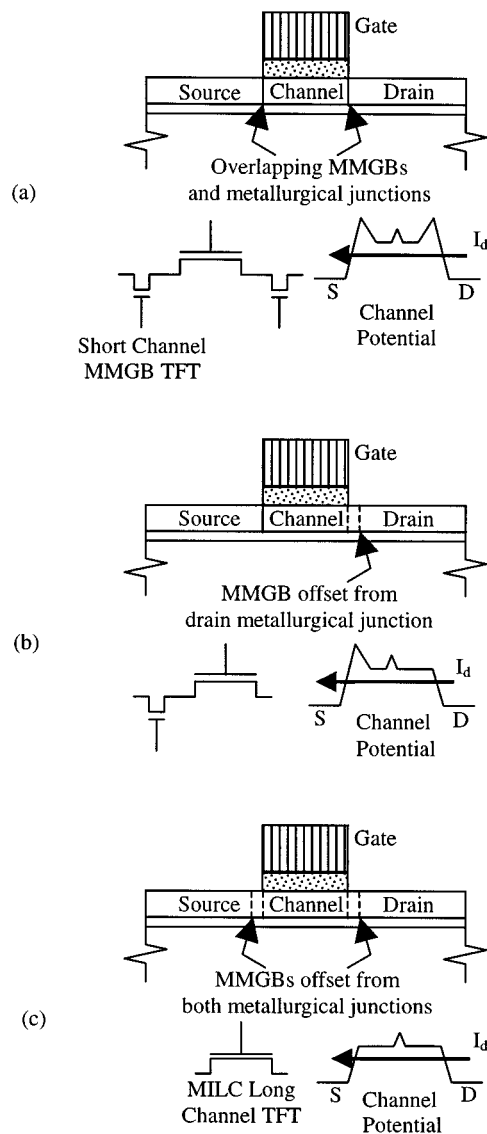 Gate
Source Channel Drain
Overlapping MMGBs
and metallurgical junctions
(a)
I_d
S D
Channel
Potential
Short Channel
MMGB TFT
Gate
Source Channel Drain
MMGB offset from
drain metallurgical junction
(b)
I_d
S D
Channel
Potential
Gate
Source Channel Drain
MMGBs offset from
both metallurgical junctions
(c)
I_d
S D
MILC Long
Channel TFT
Channel
Potential